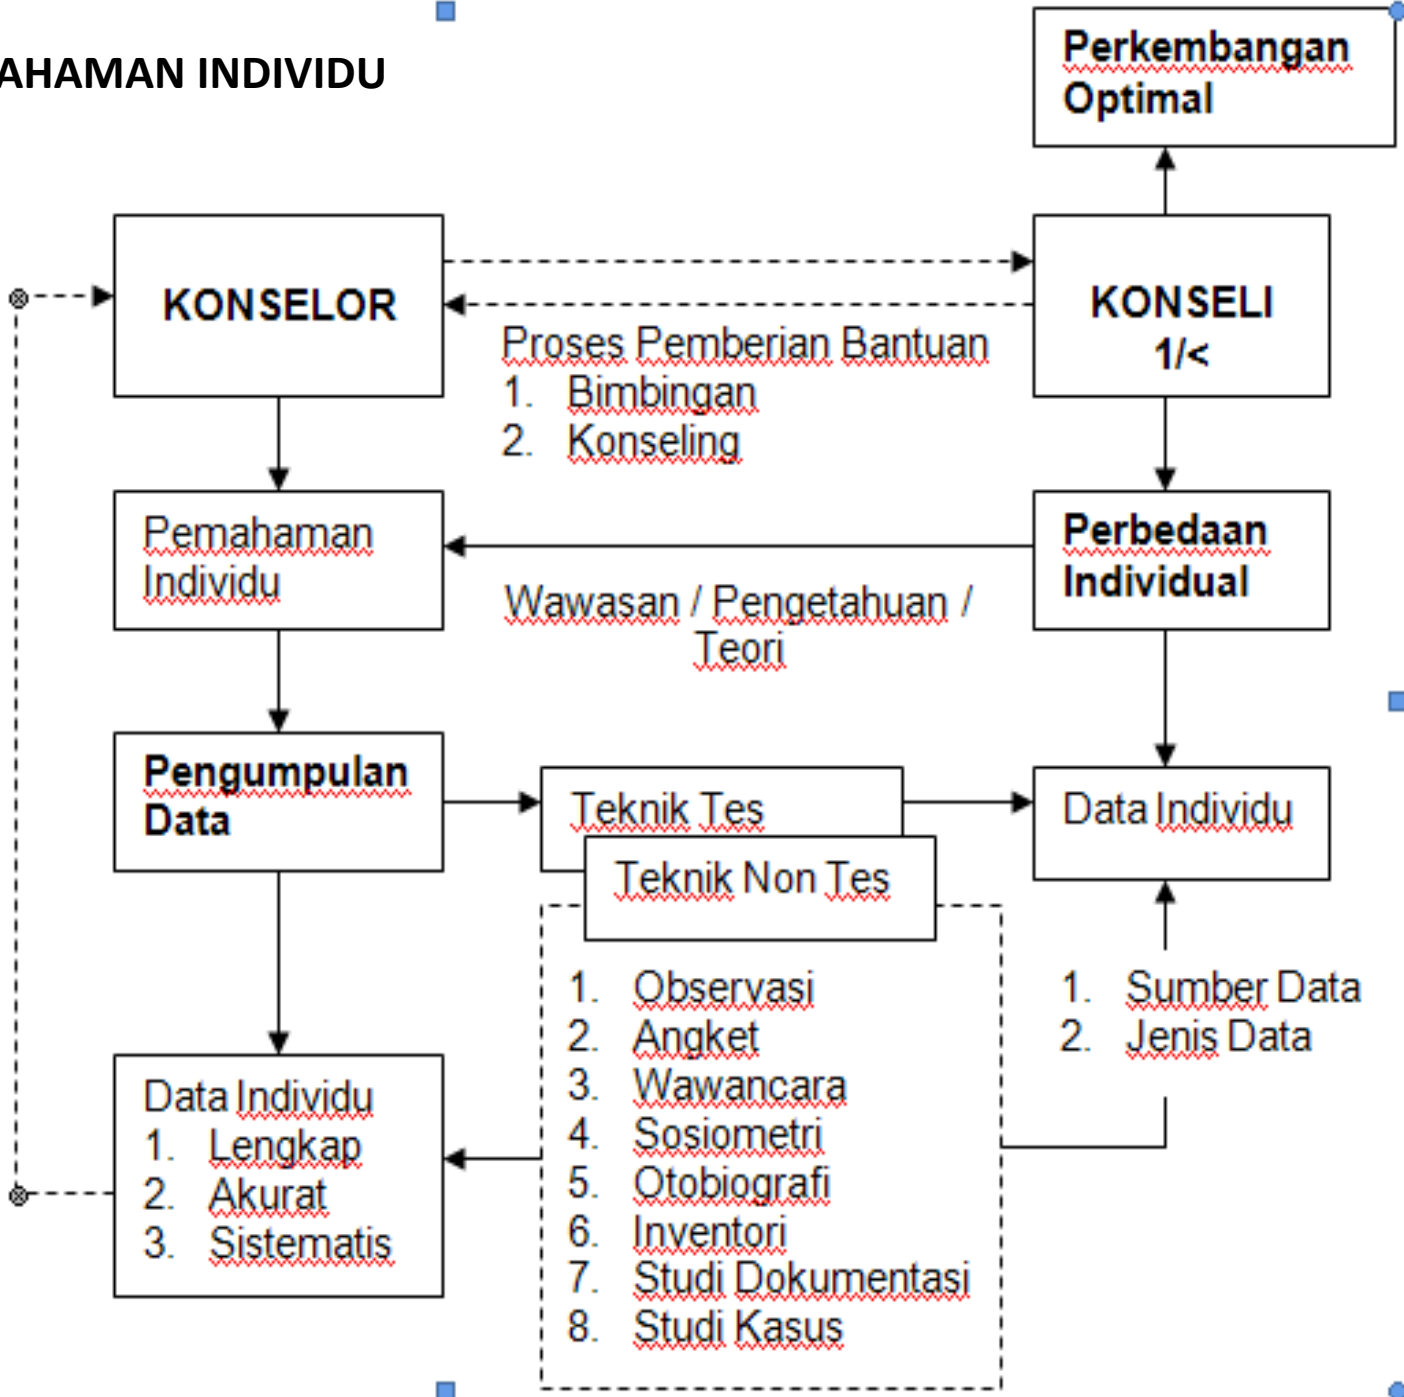 AHAMAN INDIVIDU
Perkembangan
Optimal
KONSELOR
KONSELI
1/<
Proses Pemberian Bantuan
1. Bimbingan
2. Konseling
Pemahaman
Individu
Perbedaan
Individual
Wawasan / Pengetahuan /
Teori
Pengumpulan
Data
Teknik Tes
Teknik Non Tes
Data Individu
1. Observasi
2. Angket
3. Wawancara
4. Sosiometri
5. Otobiografi
6. Inventori
7. Studi Dokumentasi
8. Studi Kasus
1. Sumber Data
2. Jenis Data
Data Individu
1. Lengkap
2. Akurat
3. Sistematis